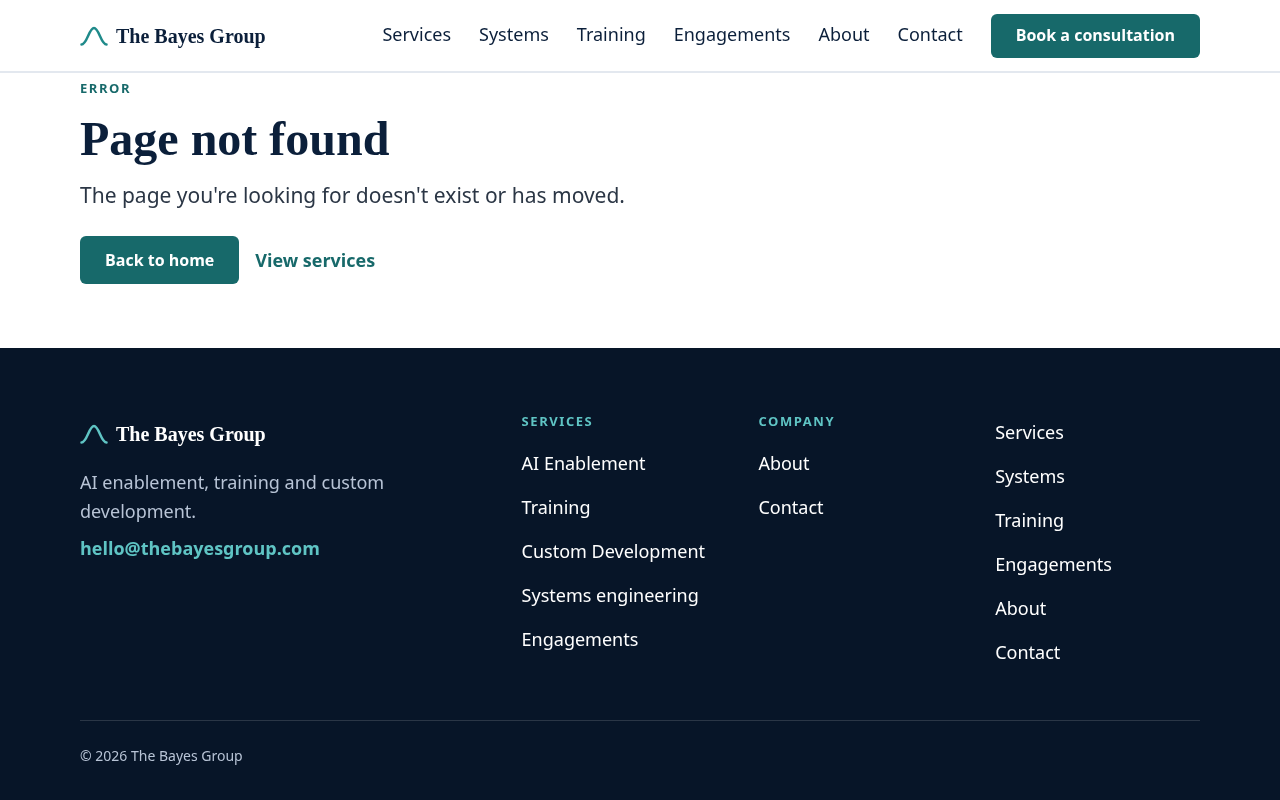 The Bayes Group
Services
Systems
Training
Engagements
About
Contact
Book a consultation
ERROR
Page not found
The page you're looking for doesn't exist or has moved.
Back to home
View services
The Bayes Group
AI enablement, training and custom
development.
hello@thebayesgroup.com
SERVICES
AI Enablement
Training
Custom Development
Systems engineering
Engagements
COMPANY
About
Contact
Services
Systems
Training
Engagements
About
Contact
© 2026 The Bayes Group